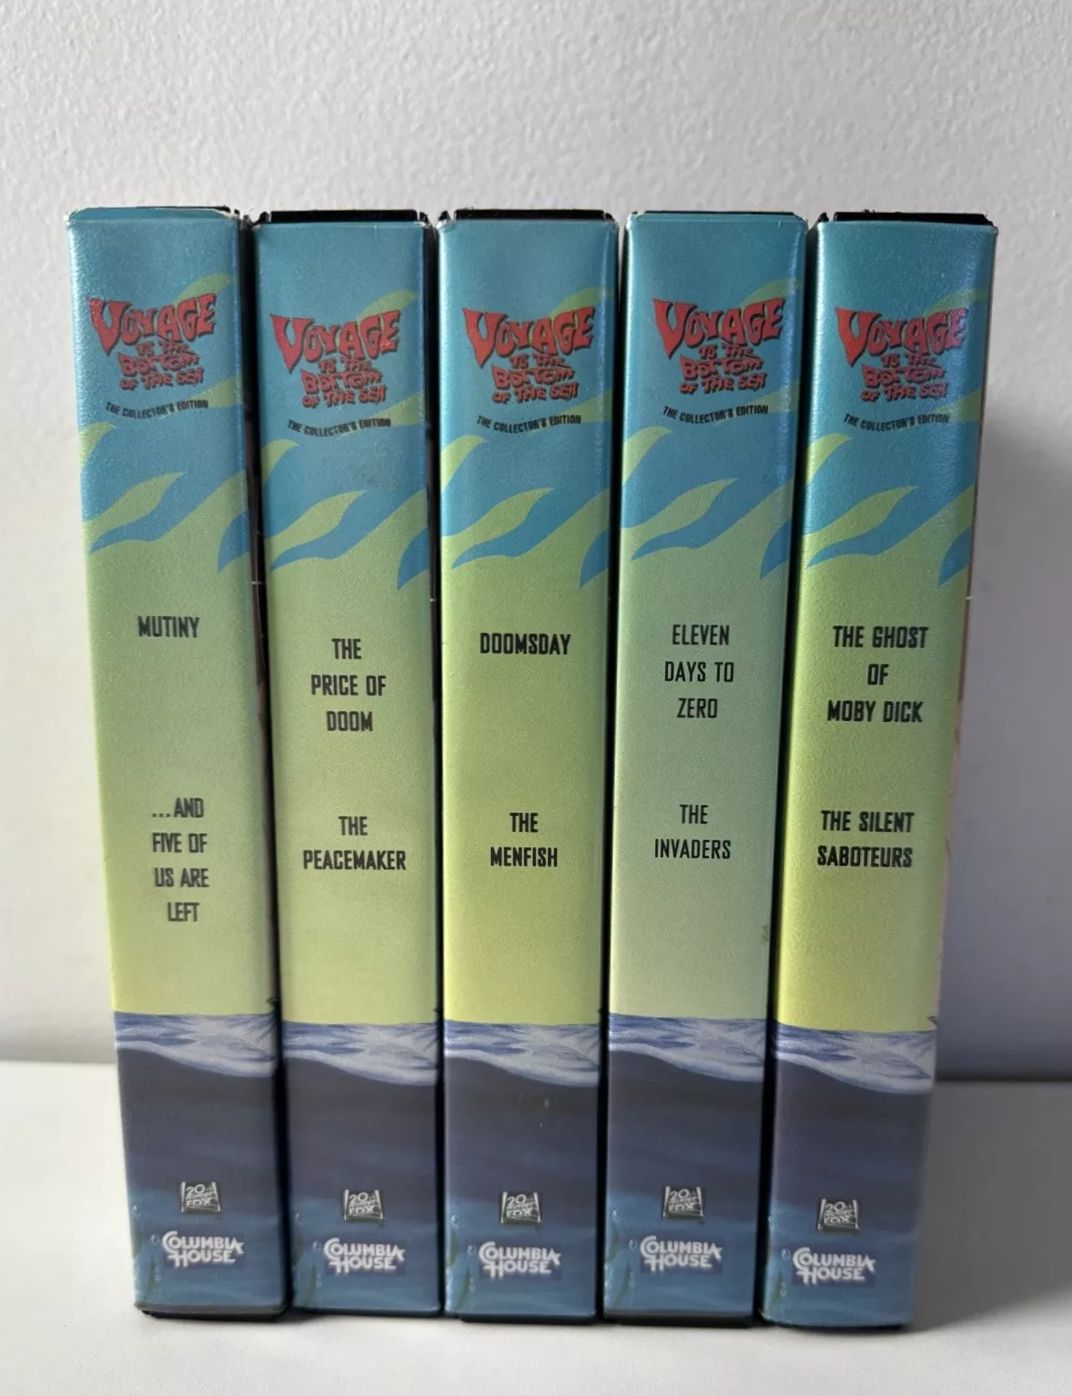 VOYAGE
TO THE
BOTTOM
OF THE SEA
THE COLLECTOR'S EDITION
MUTINY
...AND
FIVE OF
US ARE
LEFT
20TH
CENTURY
FOX
COLUMBIA
HOUSE
VOYAGE
TO THE
BOTTOM
OF THE SEA
THE COLLECTOR'S EDITION
THE
PRICE OF
DOOM
THE
PEACEMAKER
20TH
CENTURY
FOX
COLUMBIA
HOUSE
VOYAGE
TO THE
BOTTOM
OF THE SEA
THE COLLECTOR'S EDITION
DOOMSDAY
THE
MENFISH
20TH
CENTURY
FOX
COLUMBIA
HOUSE
VOYAGE
TO THE
BOTTOM
OF THE SEA
THE COLLECTOR'S EDITION
ELEVEN
DAYS TO
ZERO
THE
INVADERS
20TH
CENTURY
FOX
COLUMBIA
HOUSE
VOYAGE
TO THE
BOTTOM
OF THE SEA
THE COLLECTOR'S EDITION
THE GHOST
OF
MOBY DICK
THE SILENT
SABOTEURS
20TH
CENTURY
FOX
COLUMBIA
HOUSE